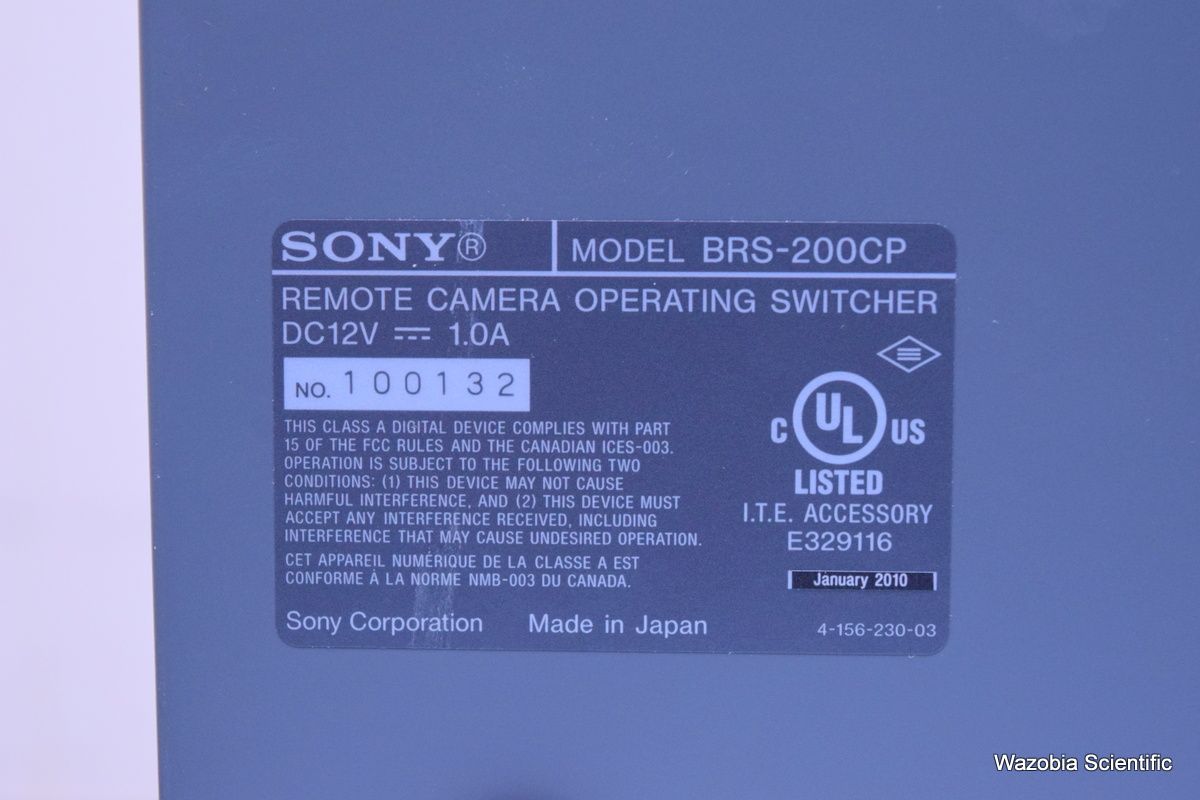 SONY®
MODEL BRS-200CP
REMOTE CAMERA OPERATING SWITCHER
DC12V ⎓ 1.0A
NO. 100132
THIS CLASS A DIGITAL DEVICE COMPLIES WITH PART
15 OF THE FCC RULES AND THE CANADIAN ICES-003.
OPERATION IS SUBJECT TO THE FOLLOWING TWO
CONDITIONS: (1) THIS DEVICE MAY NOT CAUSE
HARMFUL INTERFERENCE, AND (2) THIS DEVICE MUST
ACCEPT ANY INTERFERENCE RECEIVED, INCLUDING
INTERFERENCE THAT MAY CAUSE UNDESIRED OPERATION.
CET APPAREIL NUMÉRIQUE DE LA CLASSE A EST
CONFORME À LA NORME NMB-003 DU CANADA.
C UL US
LISTED
I.T.E. ACCESSORY
E329116
January 2010
Sony Corporation
Made in Japan
4-156-230-03
Wazobia Scientific